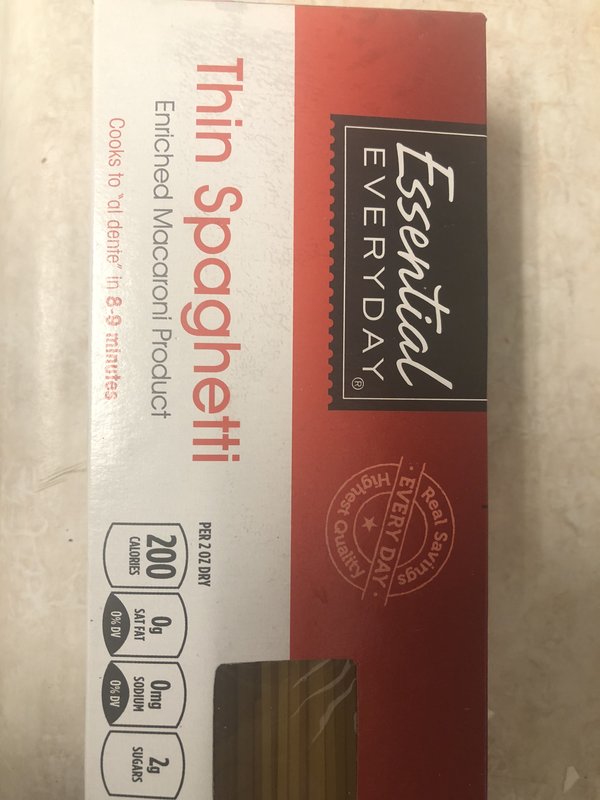 Essential
EVERYDAY®
Real Savings
· EVERY DAY ·
Highest Quality
Thin Spaghetti
Enriched Macaroni Product
Cooks to "al dente" in 8-9 minutes
PER 2 OZ DRY
200
CALORIES
0g
SAT FAT
0% DV
0mg
SODIUM
0% DV
2g
SUGARS